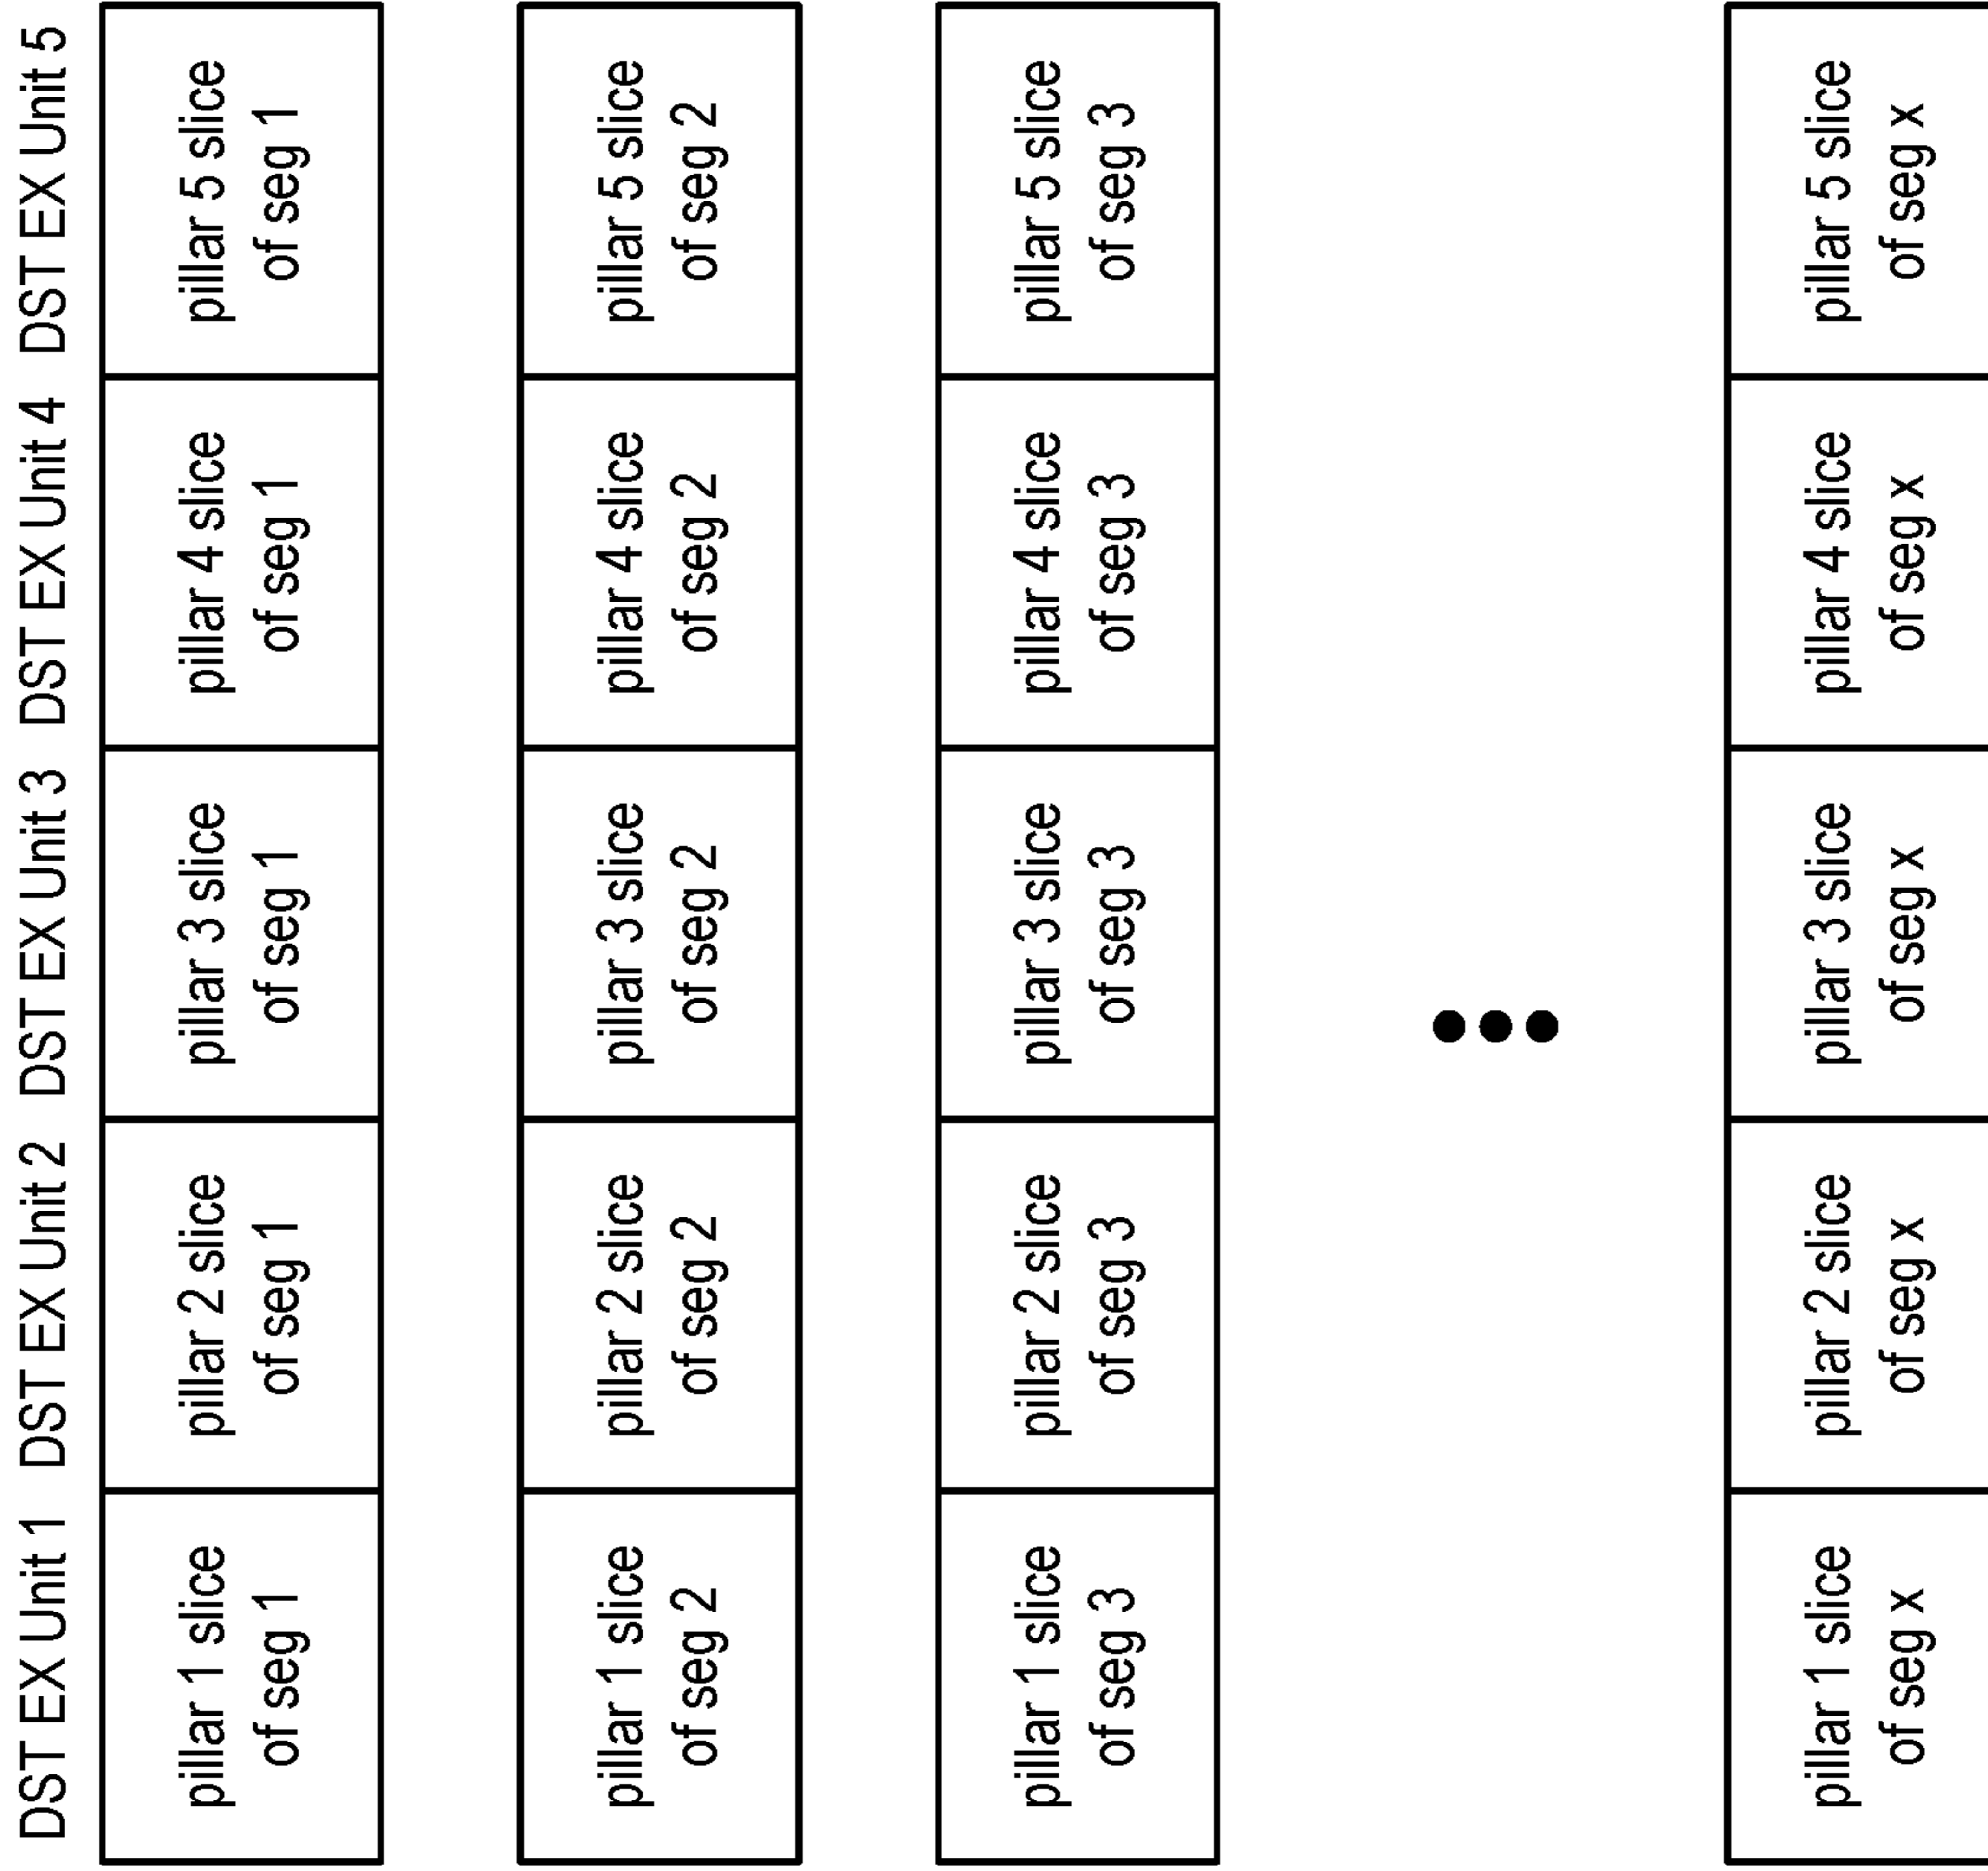 DST EX Unit 1 DST EX Unit 2 DST EX Unit 3 DST EX Unit 4 DST EX Unit 5
pillar 1 slice
of seg 1
pillar 2 slice
of seg 1
pillar 3 slice
of seg 1
pillar 4 slice
of seg 1
pillar 5 slice
of seg 1
pillar 1 slice
of seg 2
pillar 2 slice
of seg 2
pillar 3 slice
of seg 2
pillar 4 slice
of seg 2
pillar 5 slice
of seg 2
pillar 1 slice
of seg 3
pillar 2 slice
of seg 3
pillar 3 slice
of seg 3
pillar 4 slice
of seg 3
pillar 5 slice
of seg 3
pillar 1 slice
of seg x
pillar 2 slice
of seg x
pillar 3 slice
of seg x
pillar 4 slice
of seg x
pillar 5 slice
of seg x